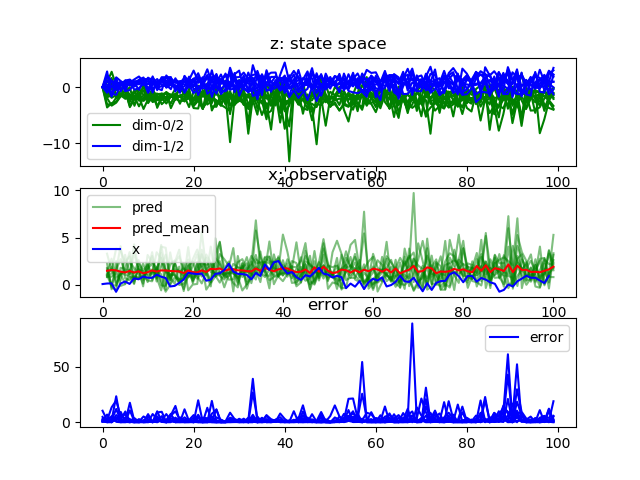 z: state space
0
−10
dim-0/2
dim-1/2
0 20 40 60 80 100
x: observation
10
5
0
pred
pred_mean
x
0 20 40 60 80 100
error
50
0
error
0 20 40 60 80 100